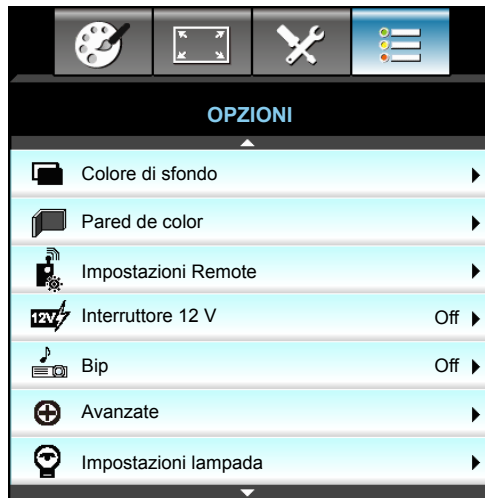 OPZIONI
Colore di sfondo
Pared de color
Impostazioni Remote
12V Interruttore 12 V Off
Bip Off
Avanzate
Impostazioni lampada